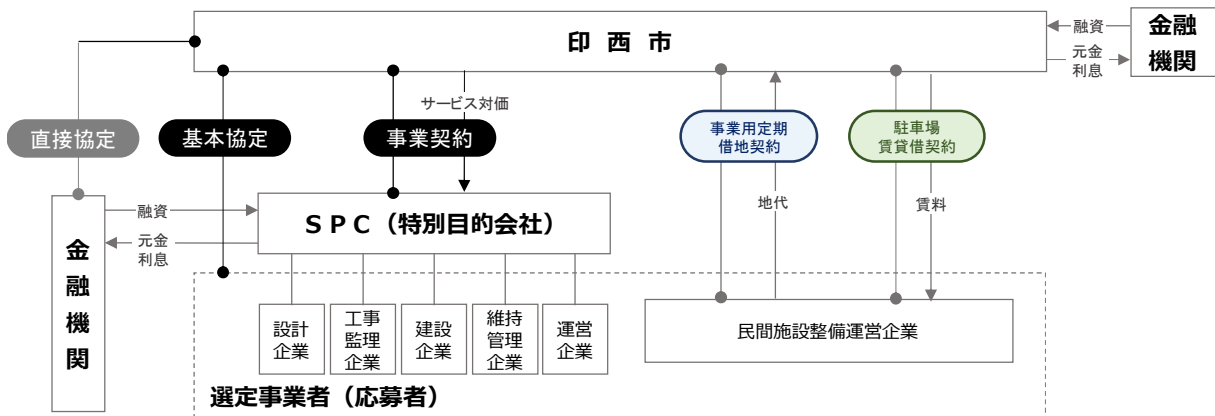 印西市
融資
元金
利息
金融
機関
サービス対価
直接協定
基本協定
事業契約
事業用定期
借地契約
駐車場
賃貸借契約
地代
賃料
融資
元金
利息
金融機関
SPC（特別目的会社）
設計
企業
工事
監理
企業
建設
企業
維持
管理
企業
運営
企業
民間施設整備運営企業
選定事業者（応募者）